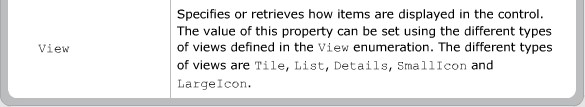 Specifies or retrieves how items are displayed in the control.
The value of this property can be set using the different types
View
of views defined in the View enumeration. The different types
of views are Tile, List, Details, SmallIcon and
LargeIcon.